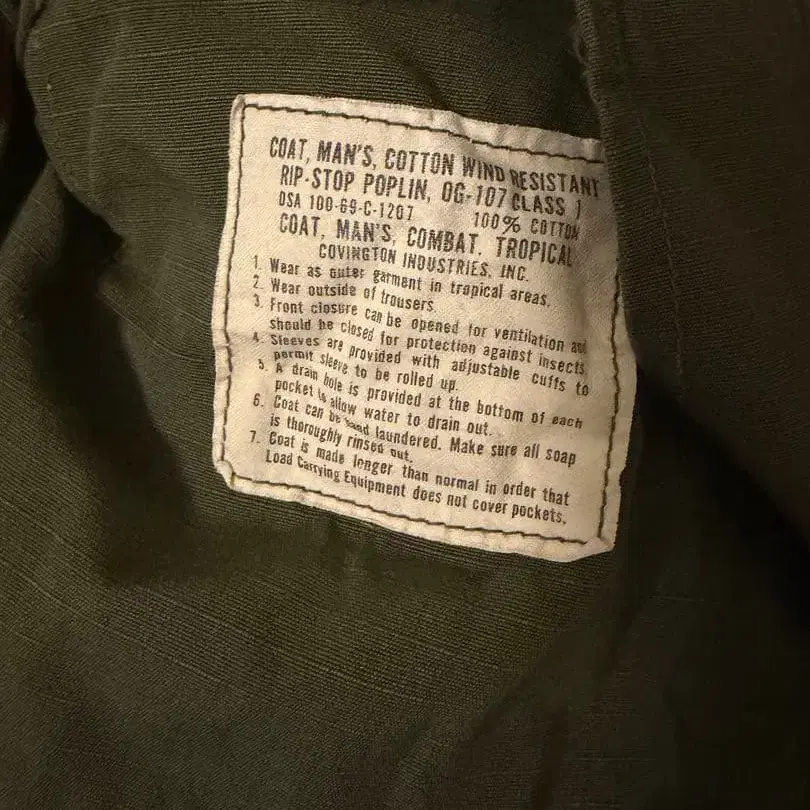 COAT, MAN'S, COTTON WIND RESISTANT
RIP-STOP POPLIN, OG-107 CLASS 1
DSA 100-69-C-1207 100% COTTON
COAT, MAN'S, COMBAT, TROPICAL
COVINGTON INDUSTRIES, INC.
1. Wear as outer garment in tropical areas.
2. Wear outside of trousers
3. Front closure can be opened for ventilation and
should be closed for protection against insects
4. Sleeves are provided with adjustable cuffs to
permit sleeve to be rolled up.
5. A drain hole is provided at the bottom of each
pocket to allow water to drain out.
6. Coat can be hand laundered. Make sure all soap
is thoroughly rinsed out.
7. Coat is made longer than normal in order that
Load Carrying Equipment does not cover pockets.